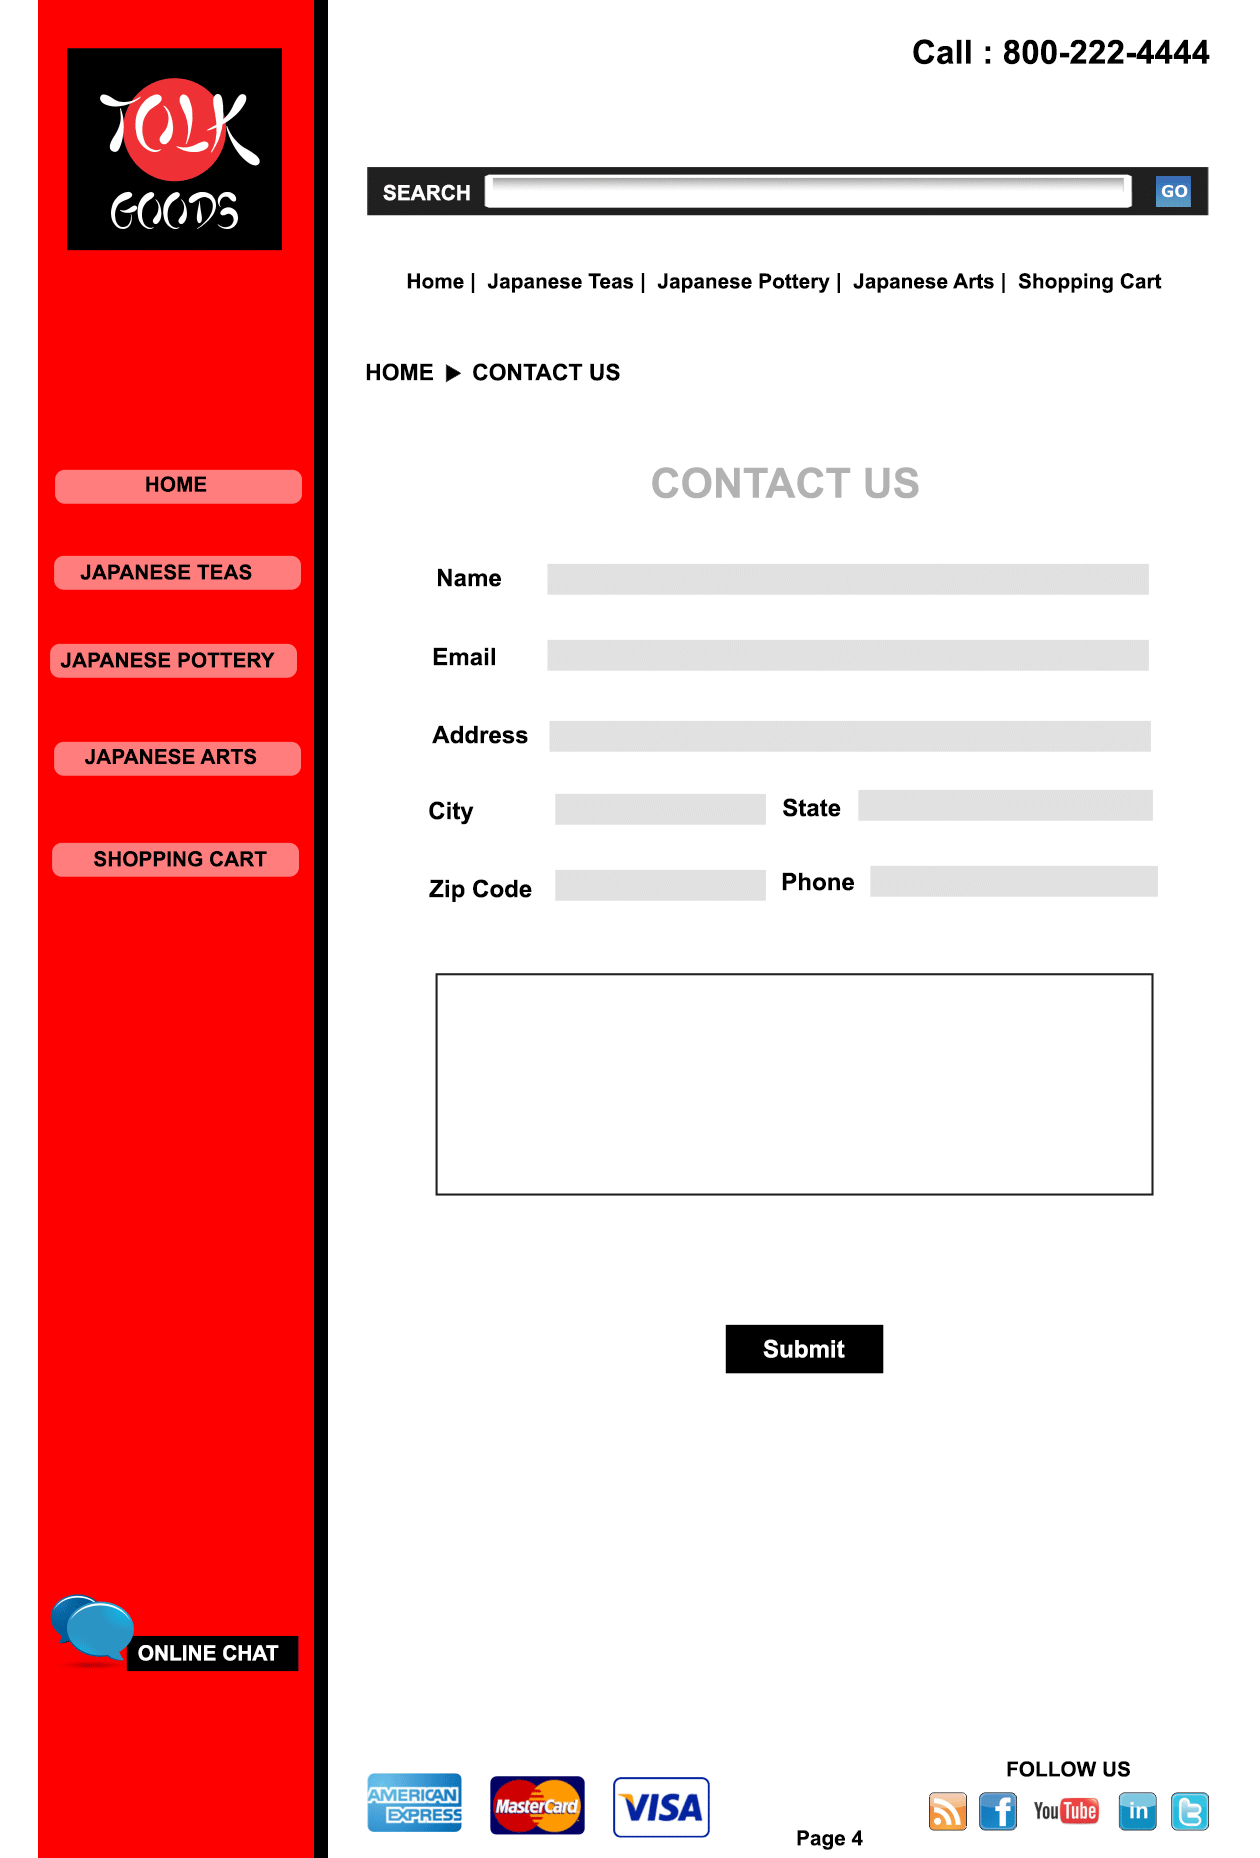 TOLK
GOODS
Call : 800-222-4444
SEARCH GO
Home | Japanese Teas | Japanese Pottery | Japanese Arts | Shopping Cart
HOME ▶ CONTACT US
HOME
JAPANESE TEAS
JAPANESE POTTERY
JAPANESE ARTS
SHOPPING CART
CONTACT US
Name
Email
Address
City State
Zip Code Phone
Submit
ONLINE CHAT
AMERICAN
EXPRESS
MasterCard
VISA
Page 4
FOLLOW US
f
YouTube
in
t